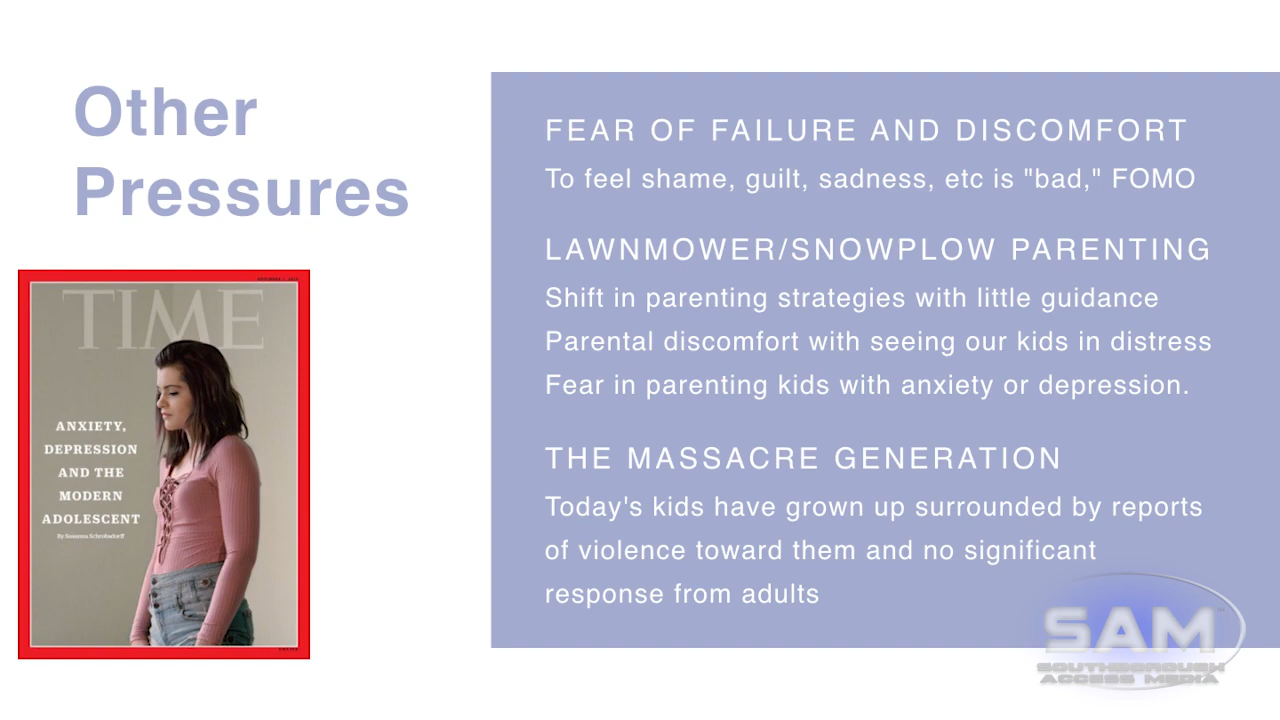 Other
Pressures
FEAR OF FAILURE AND DISCOMFORT
To feel shame, guilt, sadness, etc is "bad," FOMO
LAWNMOWER/SNOWPLOW PARENTING
Shift in parenting strategies with little guidance
Parental discomfort with seeing our kids in distress
Fear in parenting kids with anxiety or depression.
THE MASSACRE GENERATION
Today's kids have grown up surrounded by reports
of violence toward them and no significant
response from adults
TIME
ANXIETY,
DEPRESSION
AND THE
MODERN
ADOLESCENT
By Susanna Schrobsdorff
SAM
SOUTHBOROUGH
ACCESS MEDIA